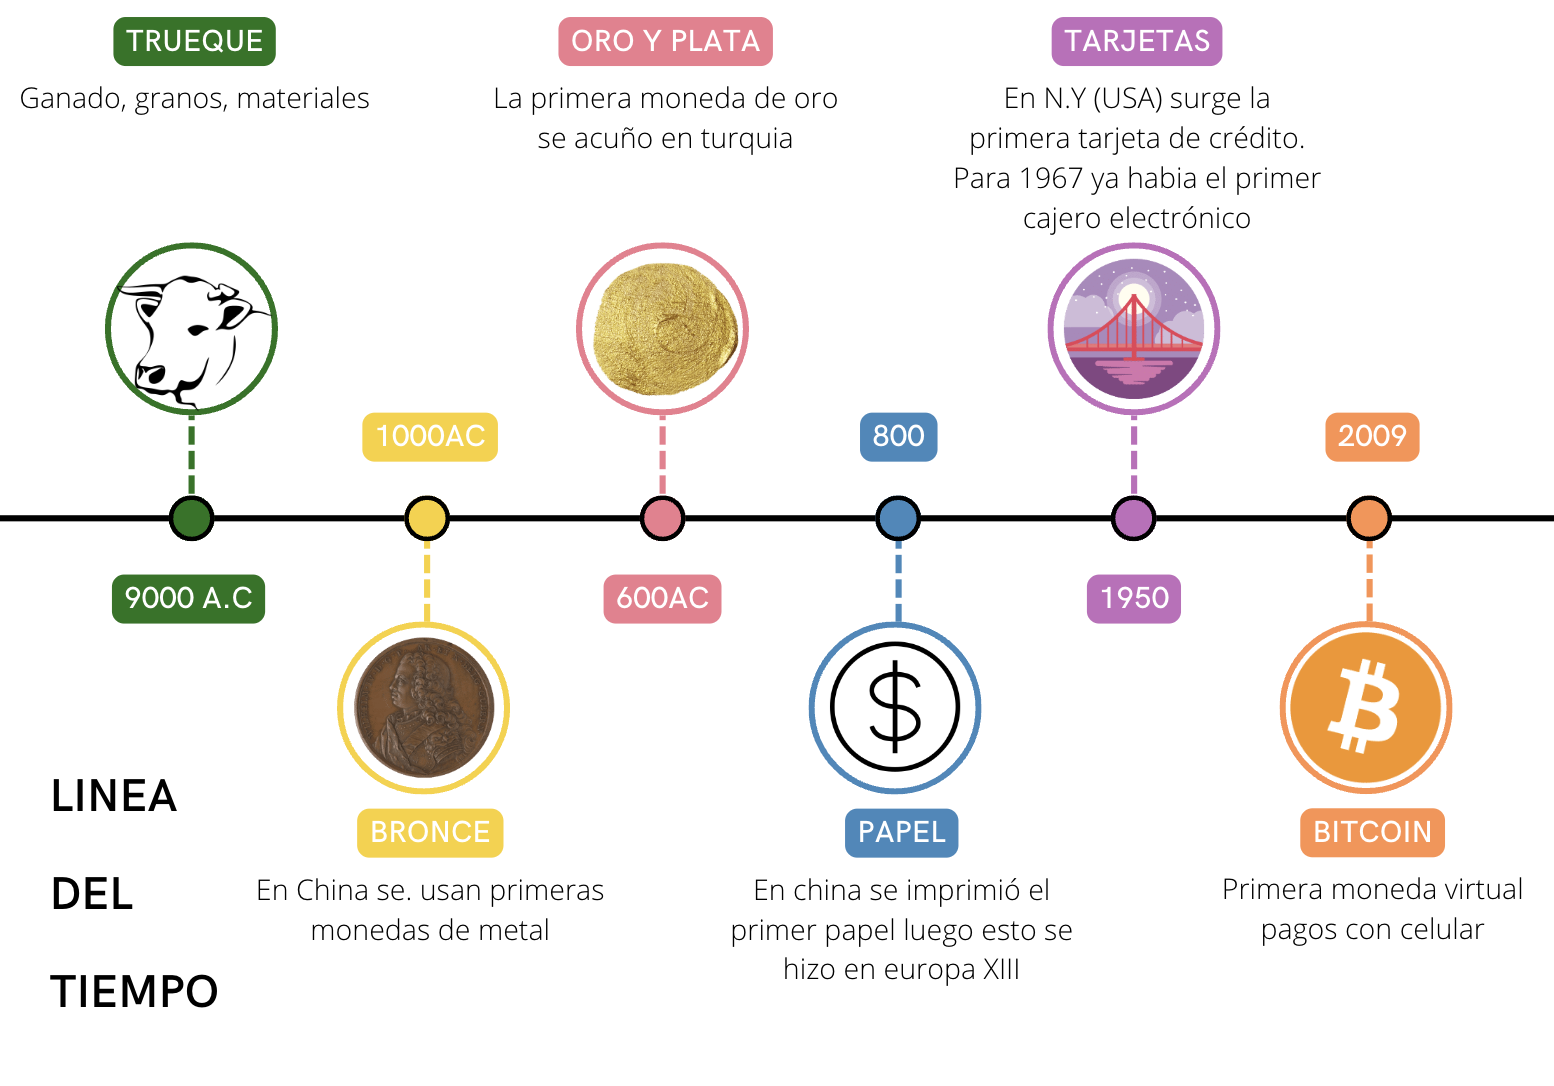 TRUEQUE
Ganado, granos, materiales
9000 A.C
1000AC
BRONCE
En China se. usan primeras
monedas de metal
ORO Y PLATA
La primera moneda de oro
se acuño en turquia
600AC
800
PAPEL
En china se imprimió el
primer papel luego esto se
hizo en europa XIII
TARJETAS
En N.Y (USA) surge la
primera tarjeta de crédito.
Para 1967 ya habia el primer
cajero electrónico
1950
2009
BITCOIN
Primera moneda virtual
pagos con celular
LINEA
DEL
TIEMPO